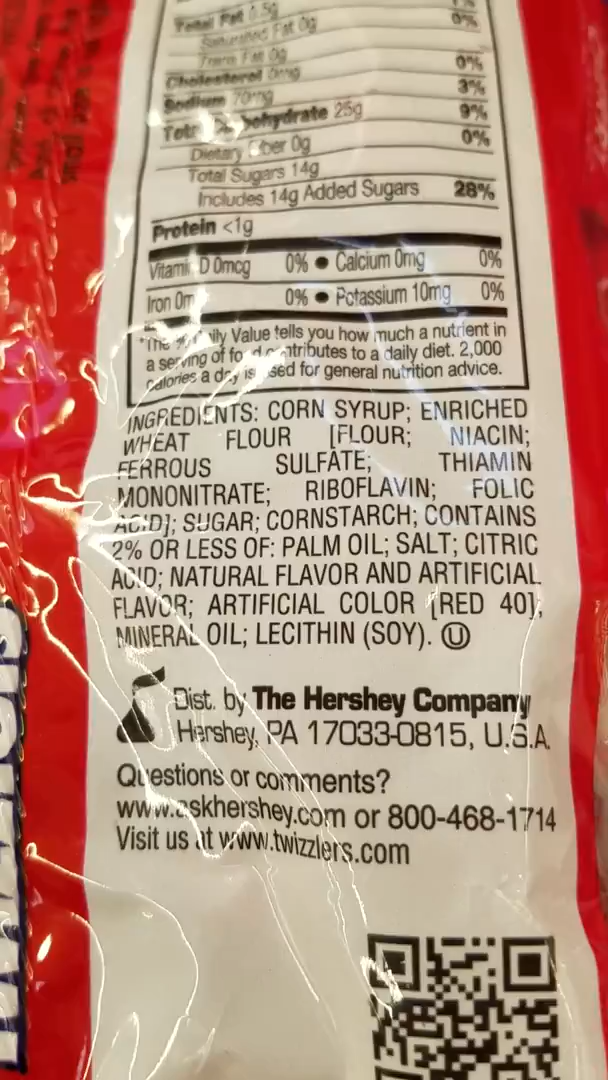 Total Fat 0.5g
Saturated Fat 0g 0%
Trans Fat 0g
Cholesterol 0mg 0%
Sodium 70mg 3%
Total Carbohydrate 25g 9%
Dietary Fiber 0g 0%
Total Sugars 14g
Includes 14g Added Sugars 28%
Protein <1g
Vitamin D 0mcg 0% ● Calcium 0mg 0%
Iron 0m 0% ● Potassium 10mg 0%
*The % Daily Value tells you how much a nutrient in
a serving of food contributes to a daily diet. 2,000
calories a day is used for general nutrition advice.
INGREDIENTS: CORN SYRUP; ENRICHED
WHEAT FLOUR [FLOUR; NIACIN;
FERROUS SULFATE; THIAMIN
MONONITRATE; RIBOFLAVIN; FOLIC
ACID]; SUGAR; CORNSTARCH; CONTAINS
2% OR LESS OF: PALM OIL; SALT; CITRIC
ACID; NATURAL FLAVOR AND ARTIFICIAL
FLAVOR; ARTIFICIAL COLOR [RED 40];
MINERAL OIL; LECITHIN (SOY). Ⓤ
Dist. by The Hershey Company
Hershey, PA 17033-0815, U.S.A.
Questions or comments?
www.askhershey.com or 800-468-1714
Visit us at www.twizzlers.com